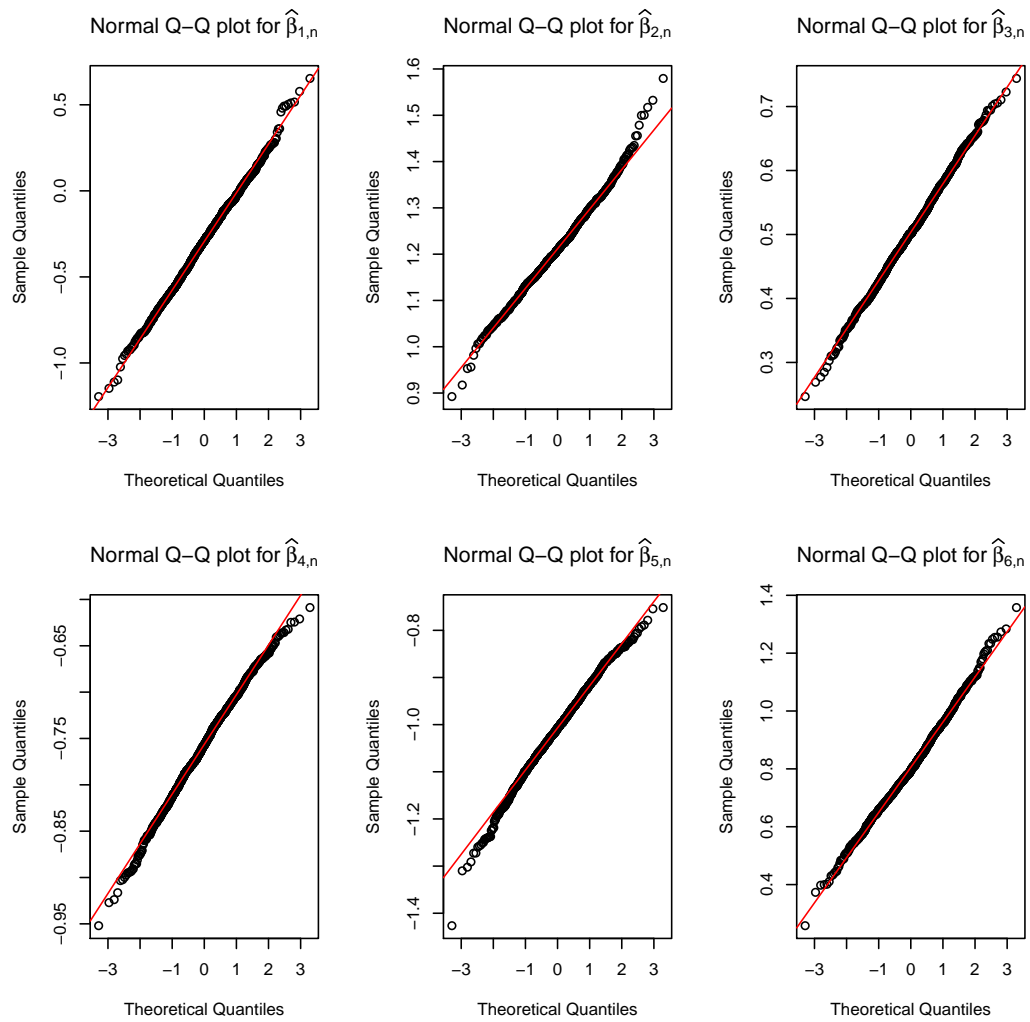 Normal Q−Q plot for β̂1,n
Sample Quantiles
−1.0 −0.5 0.0 0.5
−3 −1 0 1 2 3
Theoretical Quantiles
Normal Q−Q plot for β̂2,n
Sample Quantiles
0.9 1.0 1.1 1.2 1.3 1.4 1.5 1.6
−3 −1 0 1 2 3
Theoretical Quantiles
Normal Q−Q plot for β̂3,n
Sample Quantiles
0.3 0.4 0.5 0.6 0.7
−3 −1 0 1 2 3
Theoretical Quantiles
Normal Q−Q plot for β̂4,n
Sample Quantiles
−0.95 −0.85 −0.75 −0.65
−3 −1 0 1 2 3
Theoretical Quantiles
Normal Q−Q plot for β̂5,n
Sample Quantiles
−1.4 −1.2 −1.0 −0.8
−3 −1 0 1 2 3
Theoretical Quantiles
Normal Q−Q plot for β̂6,n
Sample Quantiles
0.4 0.6 0.8 1.0 1.2 1.4
−3 −1 0 1 2 3
Theoretical Quantiles